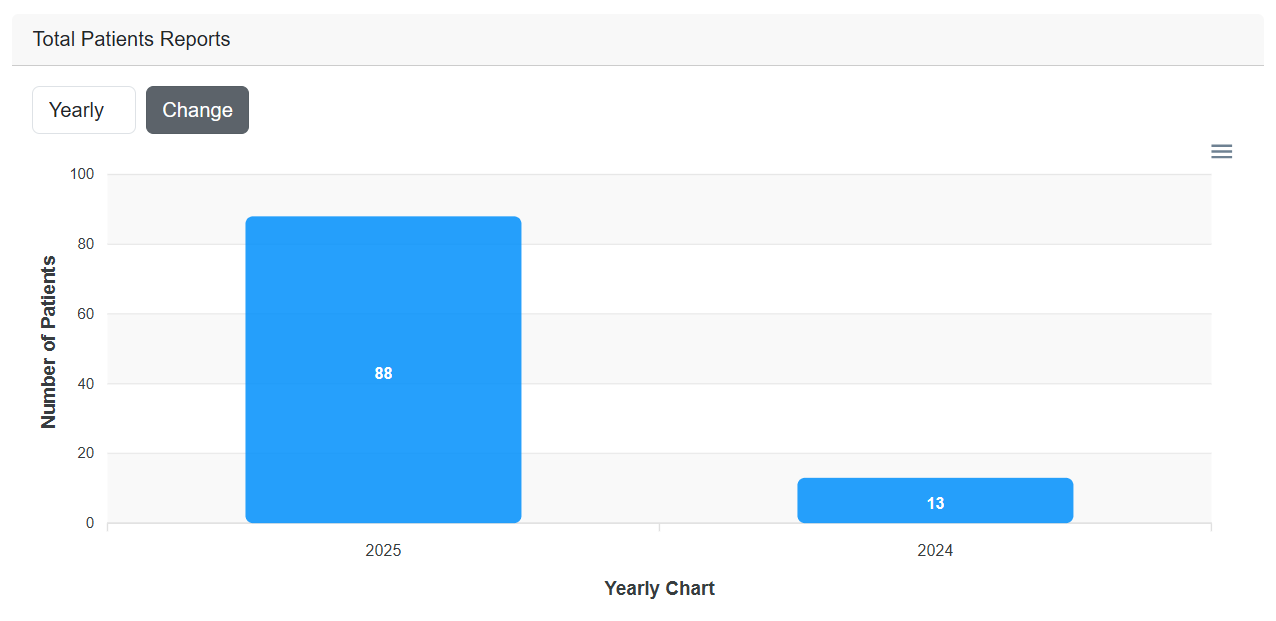 Total Patients Reports
Yearly Change
100
80
60
40
20
0
Number of Patients
88
13
2025 2024
Yearly Chart